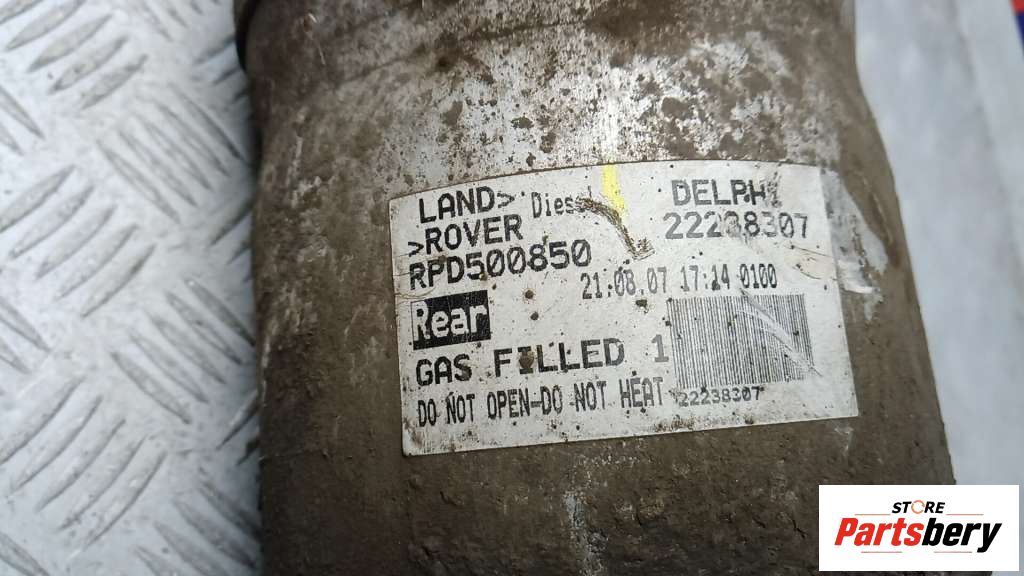 LAND> Diesel DELPHI
>ROVER 22238307
RPD500850
21.08.07 17:14 0100
Rear
GAS FILLED 1
DO NOT OPEN-DO NOT HEAT 22238307
STORE
Partsbery